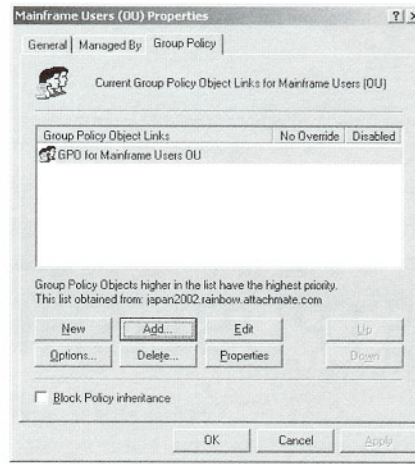 Mainframe Users (OU) Properties
General Managed By Group Policy
Current Group Policy Object Links for Mainframe Users (OU)
Group Policy Object Links No Override Disabled
GPO for Mainframe Users OU
Group Policy Objects higher in the list have the highest priority.
This list obtained from: japan2002.rainbow.attachmate.com
New Add... Edit Up
Options... Delete... Properties Down
Block Policy inheritance
OK Cancel Apply